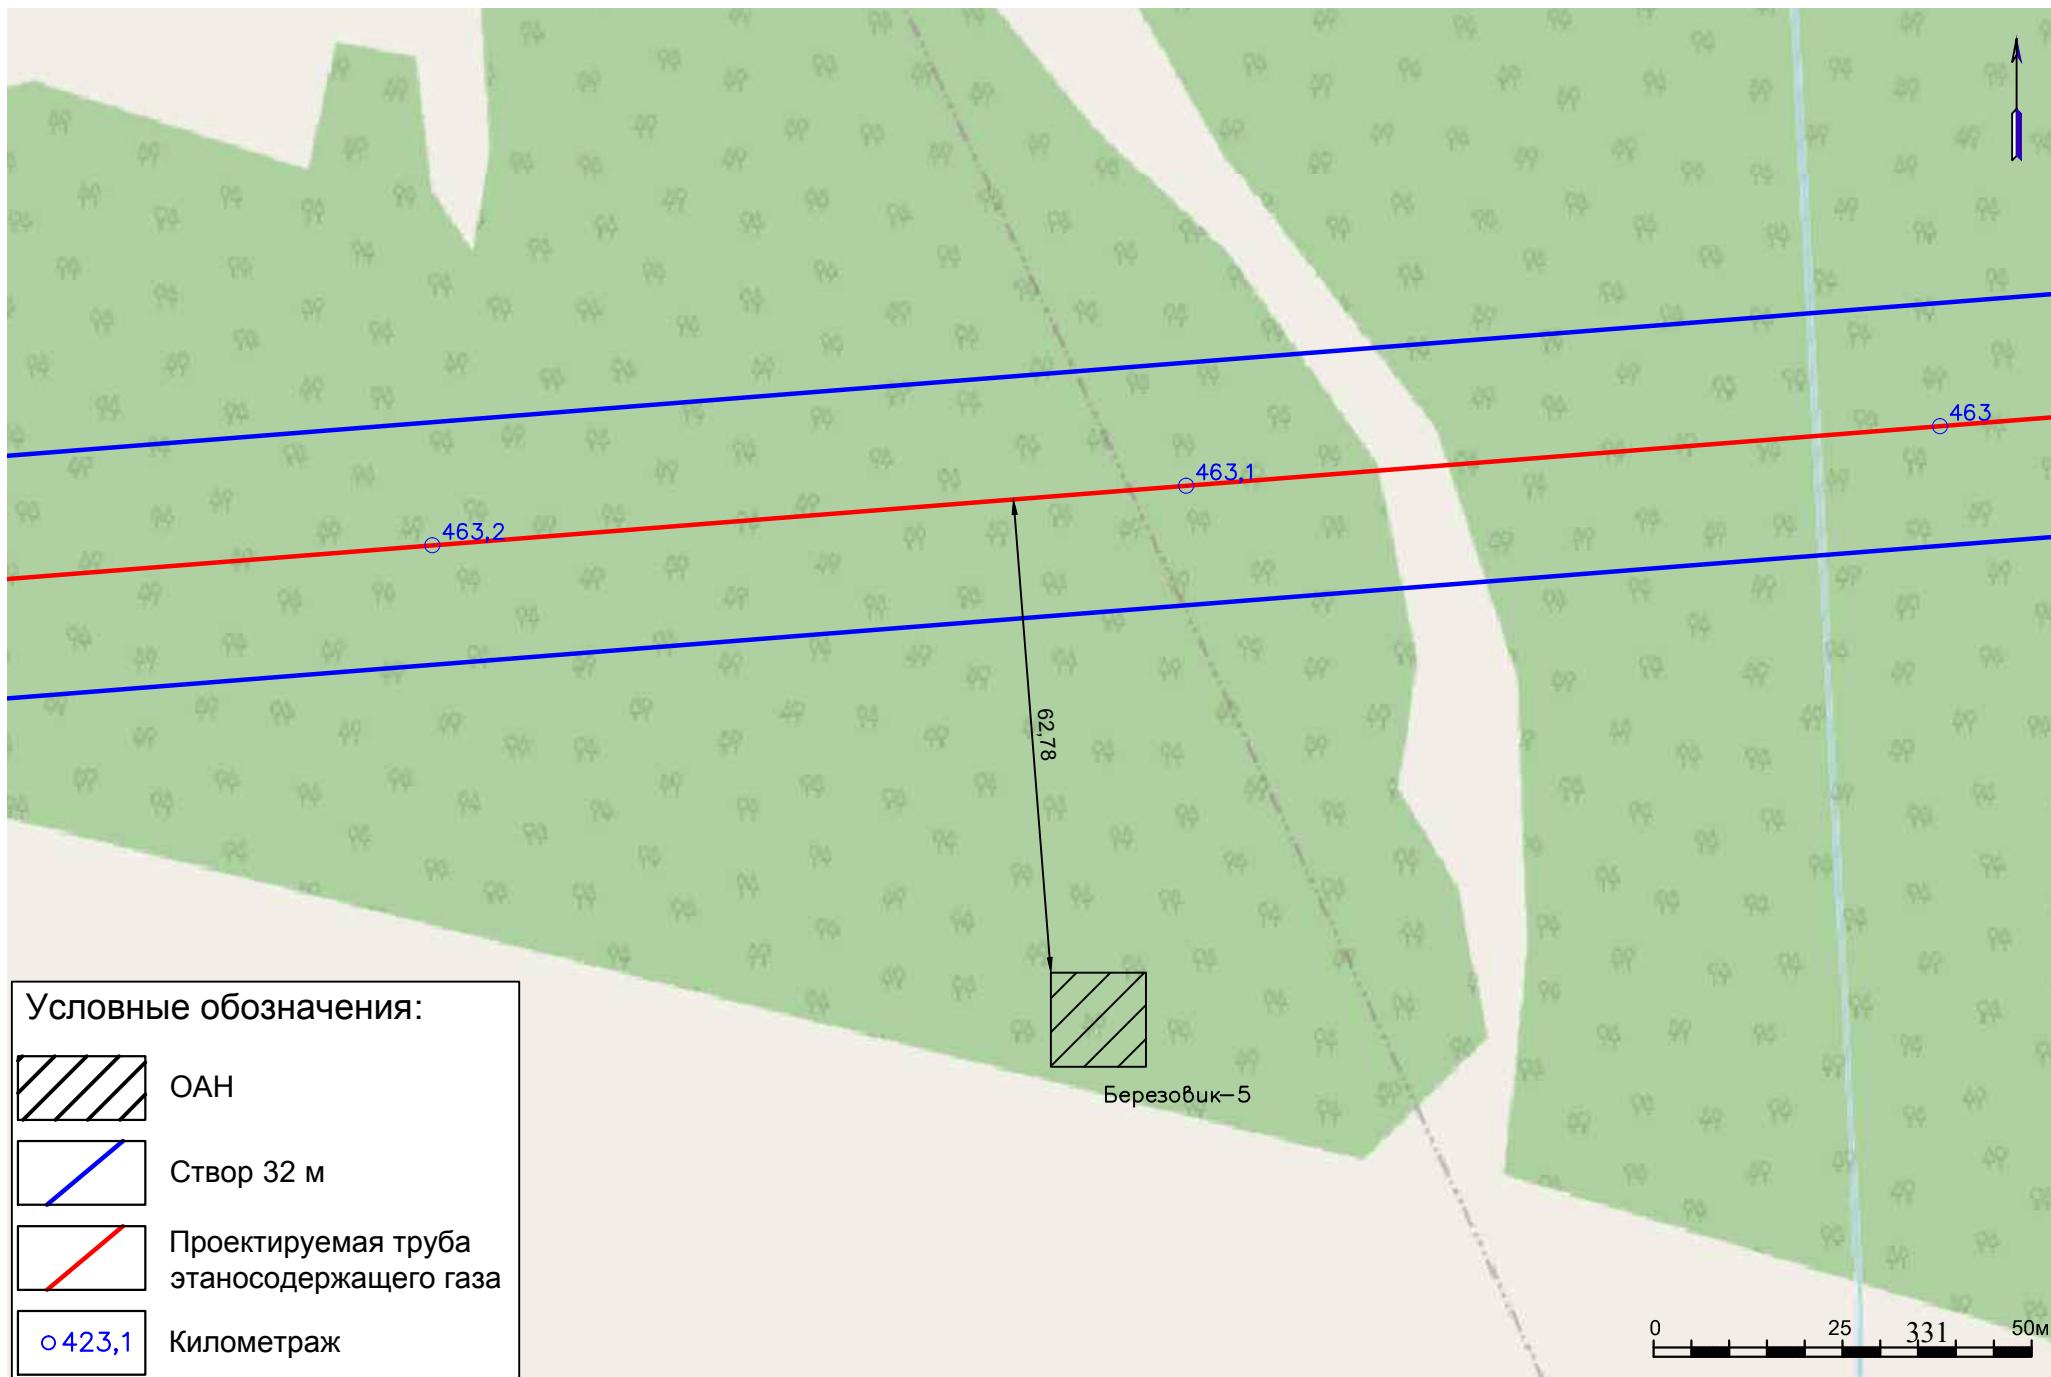 463
463,1
463,2
62,78
Березовик-5
Условные обозначения:
ОАН
Створ 32 м
Проектируемая труба
этаносодержащего газа
423,1 Километраж
0 25 50м
331